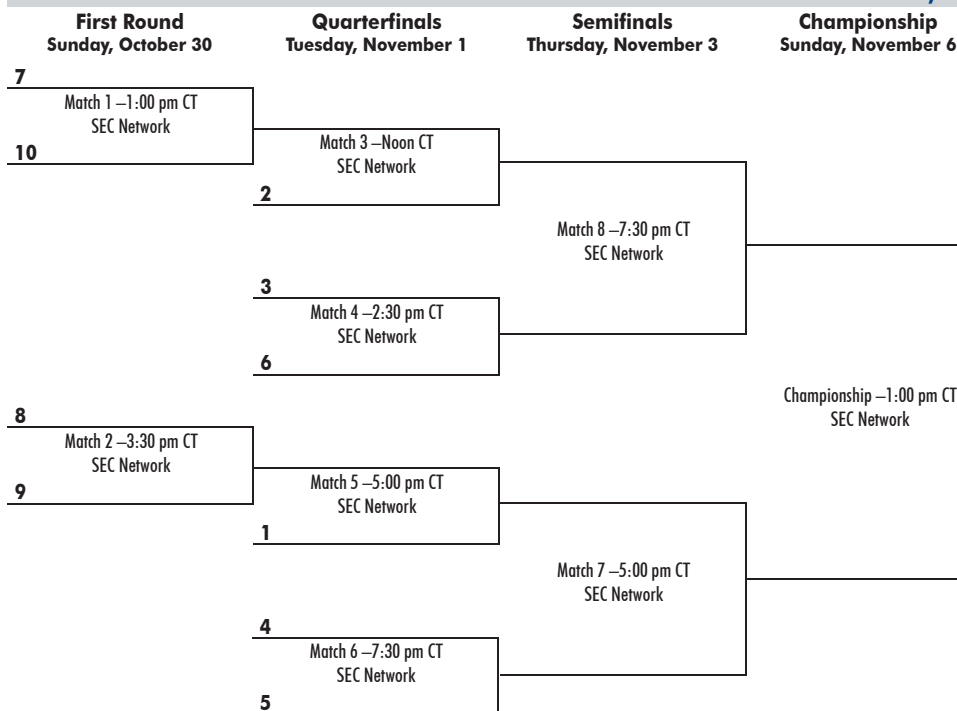 First Round
Sunday, October 30
Quarterfinals
Tuesday, November 1
Semifinals
Thursday, November 3
Championship
Sunday, November 6
7
Match 1 –1:00 pm CT
SEC Network
10
Match 3 –Noon CT
SEC Network
2
Match 8 –7:30 pm CT
SEC Network
3
Match 4 –2:30 pm CT
SEC Network
6
Championship –1:00 pm CT
SEC Network
8
Match 2 –3:30 pm CT
SEC Network
9
Match 5 –5:00 pm CT
SEC Network
1
Match 7 –5:00 pm CT
SEC Network
4
Match 6 –7:30 pm CT
SEC Network
5